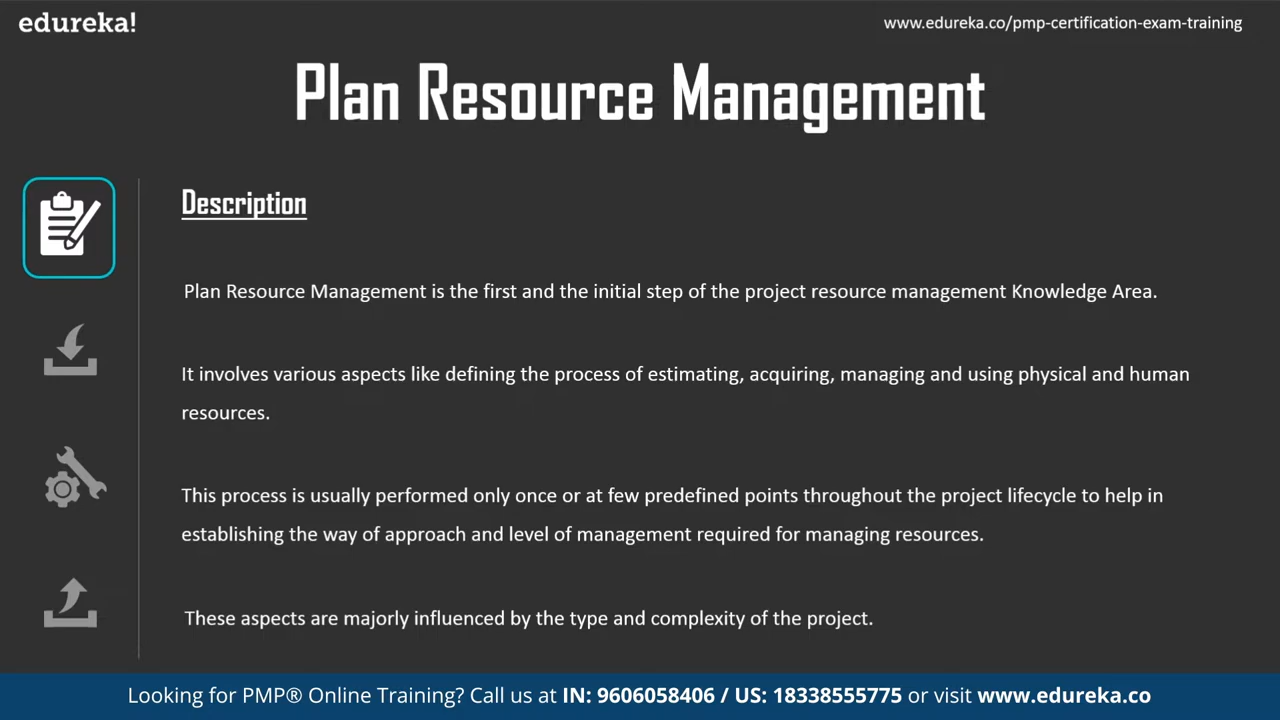 edureka!
www.edureka.co/pmp-certification-exam-training
Plan Resource Management
Description
Plan Resource Management is the first and the initial step of the project resource management Knowledge Area.
It involves various aspects like defining the process of estimating, acquiring, managing and using physical and human
resources.
This process is usually performed only once or at few predefined points throughout the project lifecycle to help in
establishing the way of approach and level of management required for managing resources.
These aspects are majorly influenced by the type and complexity of the project.
Looking for PMP® Online Training? Call us at IN: 9606058406 / US: 18338555775 or visit www.edureka.co